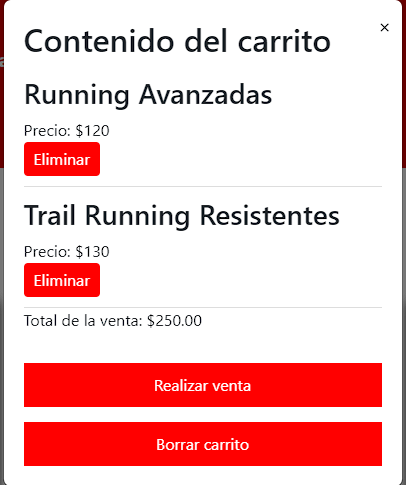 ×
Contenido del carrito
Running Avanzadas
Precio: $120
Eliminar
Trail Running Resistentes
Precio: $130
Eliminar
Total de la venta: $250.00
Realizar venta
Borrar carrito